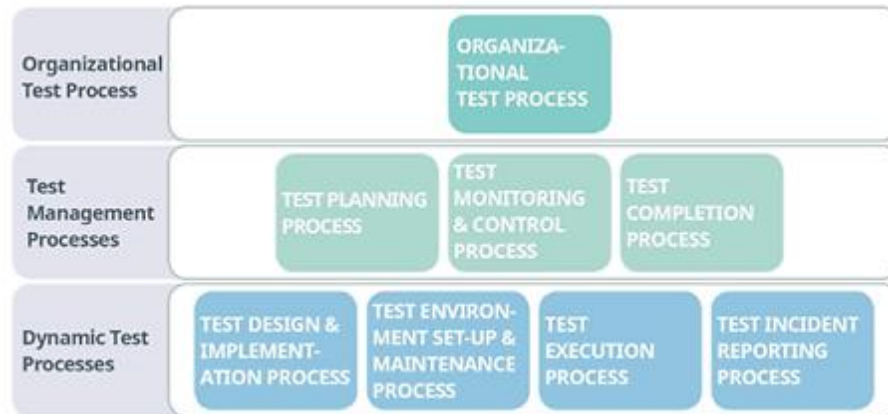 Organizational
Test Process
ORGANIZA-
TIONAL
TEST PROCESS
Test
Management
Processes
TEST PLANNING
PROCESS
TEST
MONITORING
& CONTROL
PROCESS
TEST
COMPLETION
PROCESS
Dynamic Test
Processes
TEST DESIGN &
IMPLEMENT-
ATION PROCESS
TEST ENVIRON-
MENT SET-UP &
MAINTENANCE
PROCESS
TEST
EXECUTION
PROCESS
TEST INCIDENT
REPORTING
PROCESS